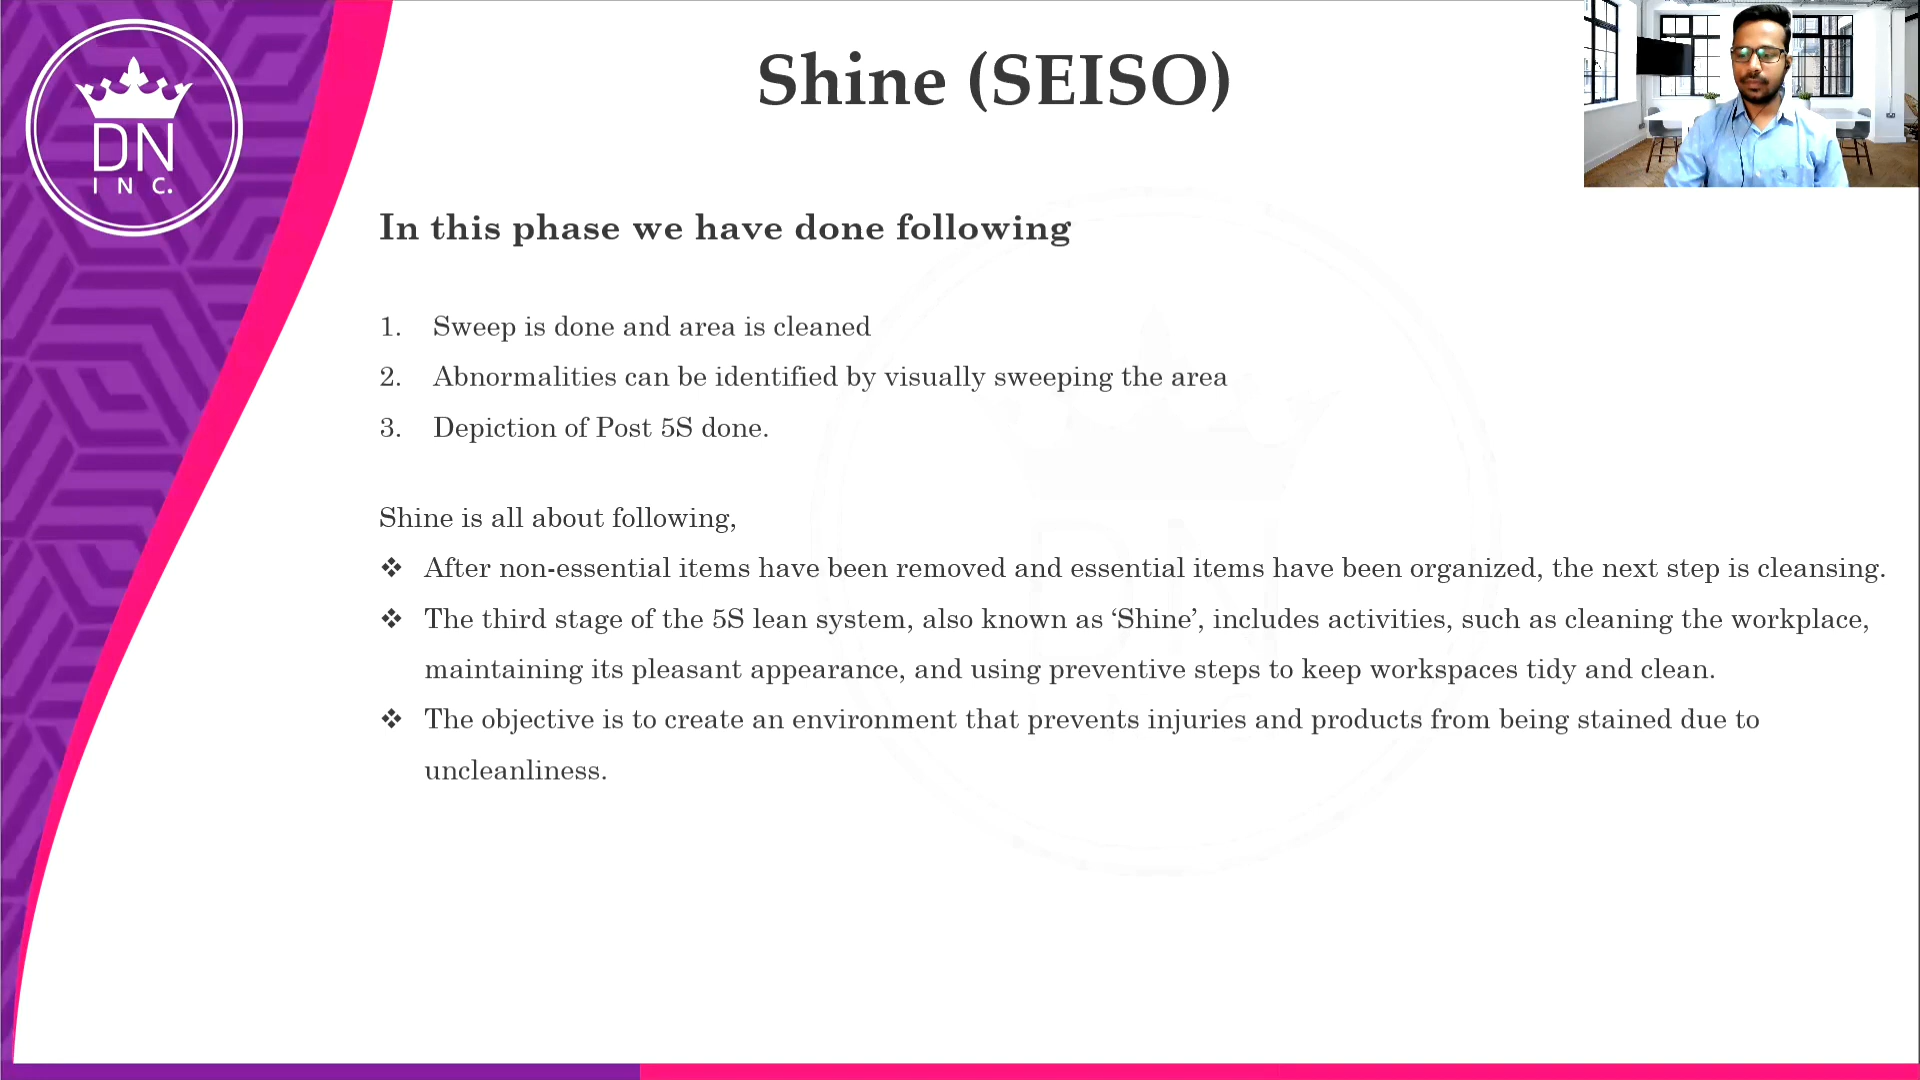 DN
INC.
Shine (SEISO)
In this phase we have done following
1. Sweep is done and area is cleaned
2. Abnormalities can be identified by visually sweeping the area
3. Depiction of Post 5S done.
Shine is all about following,
❖ After non-essential items have been removed and essential items have been organized, the next step is cleansing.
❖ The third stage of the 5S lean system, also known as ‘Shine’, includes activities, such as cleaning the workplace,
maintaining its pleasant appearance, and using preventive steps to keep workspaces tidy and clean.
❖ The objective is to create an environment that prevents injuries and products from being stained due to
uncleanliness.